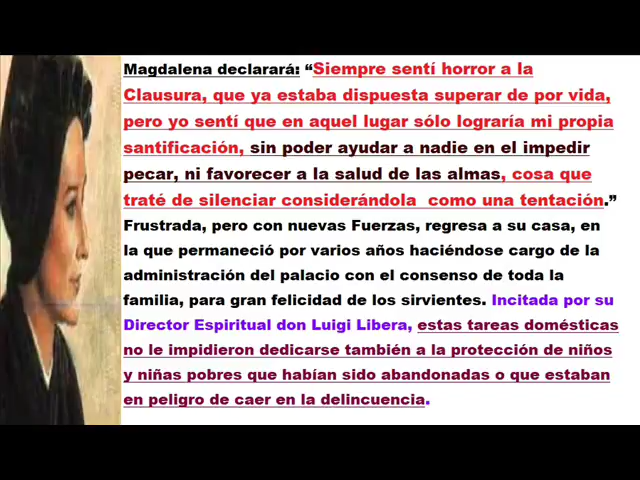 Magdalena declarará: “Siempre sentí horror a la
Clausura, que ya estaba dispuesta superar de por vida,
pero yo sentí que en aquel lugar sólo lograría mi propia
santificación, sin poder ayudar a nadie en el impedir
pecar, ni favorecer a la salud de las almas, cosa que
traté de silenciar considerándola como una tentación.”
Frustrada, pero con nuevas Fuerzas, regresa a su casa, en
la que permaneció por varios años haciéndose cargo de la
administración del palacio con el consenso de toda la
familia, para gran felicidad de los sirvientes. Incitada por su
Director Espiritual don Luigi Libera, estas tareas domésticas
no le impidieron dedicarse también a la protección de niños
y niñas pobres que habían sido abandonadas o que estaban
en peligro de caer en la delincuencia.